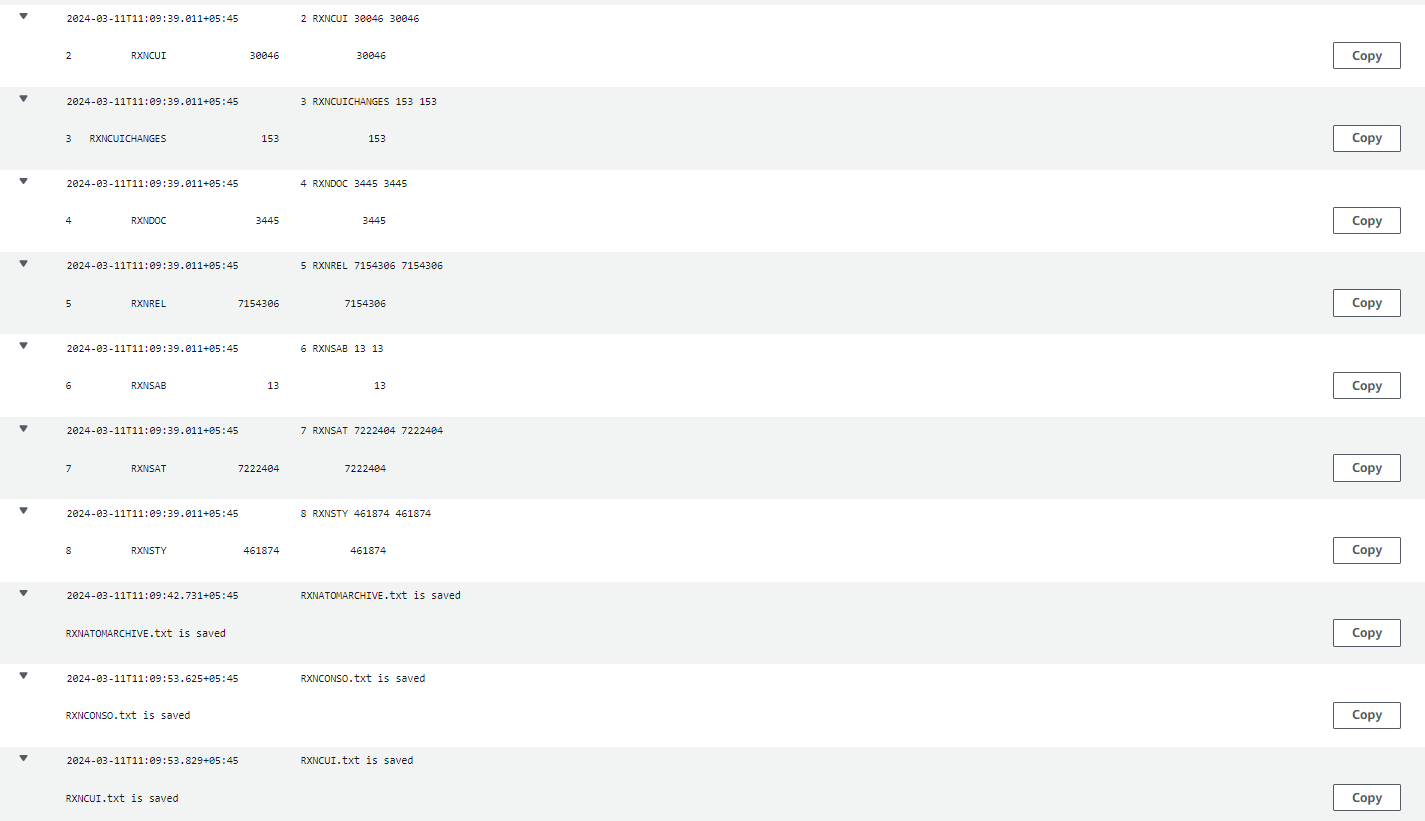 2024-03-11T11:09:39.011+05:45 2 RXNCUI 30046 30046
2 RXNCUI 30046 30046
Copy
2024-03-11T11:09:39.011+05:45 3 RXNCUICHANGES 153 153
3 RXNCUICHANGES 153 153
Copy
2024-03-11T11:09:39.011+05:45 4 RXNDOC 3445 3445
4 RXNDOC 3445 3445
Copy
2024-03-11T11:09:39.011+05:45 5 RXNREL 7154306 7154306
5 RXNREL 7154306 7154306
Copy
2024-03-11T11:09:39.011+05:45 6 RXNSAB 13 13
6 RXNSAB 13 13
Copy
2024-03-11T11:09:39.011+05:45 7 RXNSAT 7222404 7222404
7 RXNSAT 7222404 7222404
Copy
2024-03-11T11:09:39.011+05:45 8 RXNSTY 461874 461874
8 RXNSTY 461874 461874
Copy
2024-03-11T11:09:42.731+05:45 RXNATOMARCHIVE.txt is saved
RXNATOMARCHIVE.txt is saved
Copy
2024-03-11T11:09:53.625+05:45 RXNCONSO.txt is saved
RXNCONSO.txt is saved
Copy
2024-03-11T11:09:53.829+05:45 RXNCUI.txt is saved
RXNCUI.txt is saved
Copy